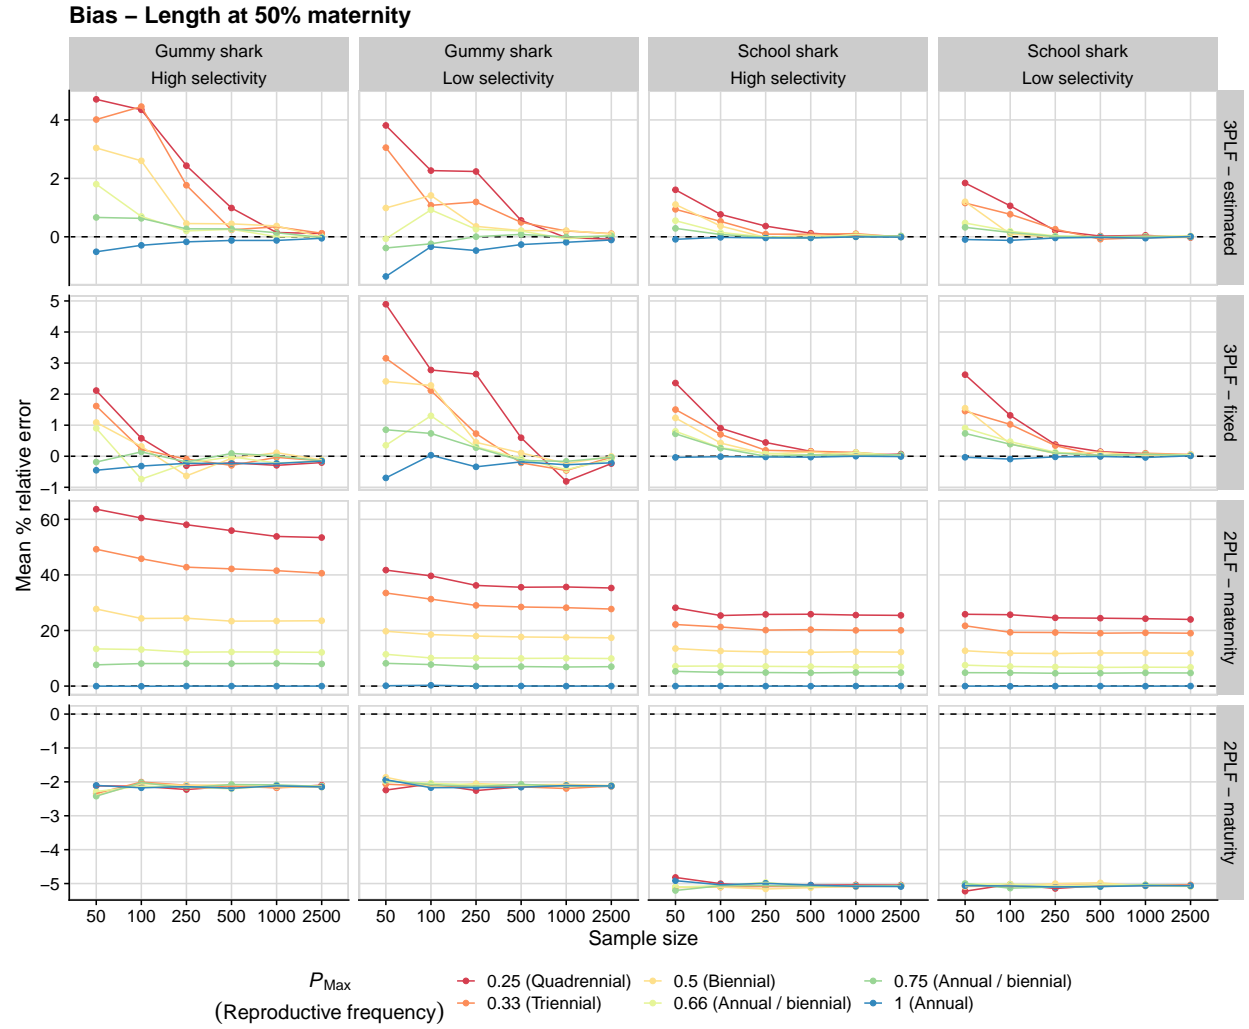 Bias – Length at 50% maternity
Gummy shark
High selectivity
Gummy shark
Low selectivity
School shark
High selectivity
School shark
Low selectivity
3PLF – estimated
3PLF – fixed
2PLF – maternity
2PLF – maturity
Mean % relative error
4
2
0
5
4
3
2
1
0
−1
60
40
20
0
0
−1
−2
−3
−4
−5
50 100 250 500 1000 2500
50 100 250 500 1000 2500
50 100 250 500 1000 2500
50 100 250 500 1000 2500
Sample size
PMax
(Reproductive frequency)
0.25 (Quadrennial)
0.33 (Triennial)
0.5 (Biennial)
0.66 (Annual / biennial)
0.75 (Annual / biennial)
1 (Annual)